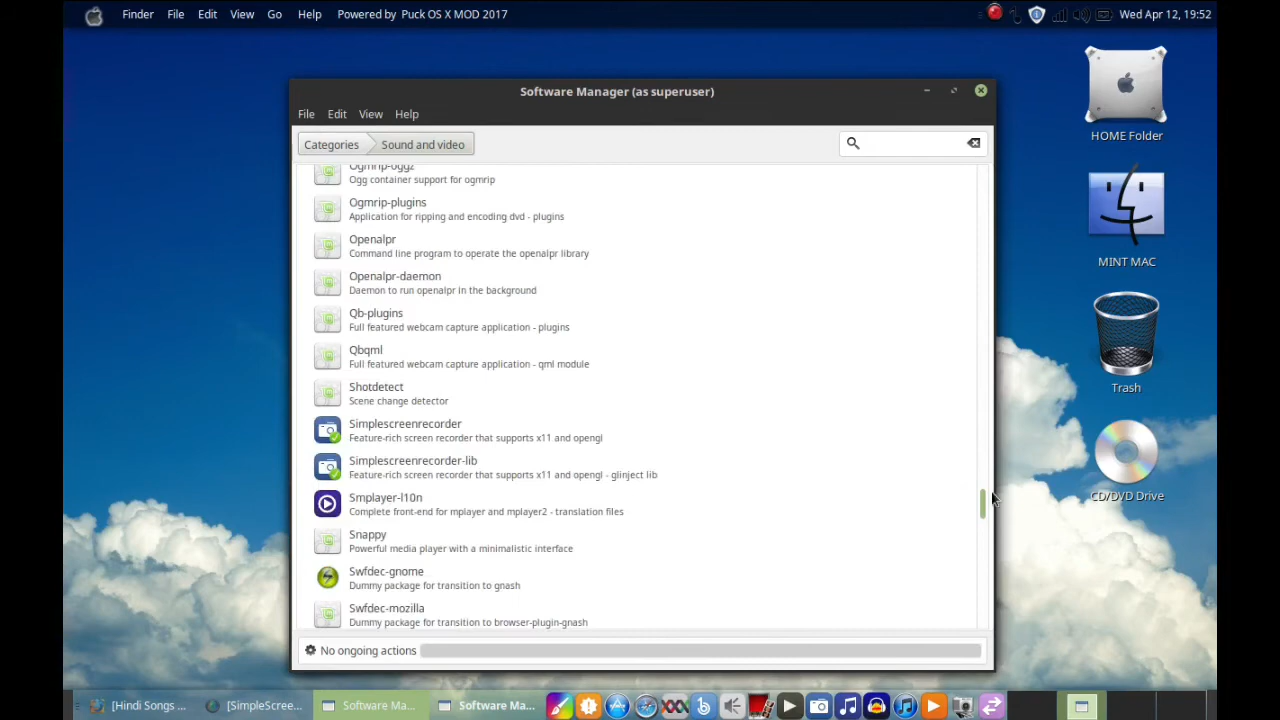 Finder File Edit View Go Help Powered by Puck OS X MOD 2017 Wed Apr 12, 19:52
Software Manager (as superuser)
File Edit View Help
Categories Sound and video
Ogmrip-oggz
Ogg container support for ogmrip
Ogmrip-plugins
Application for ripping and encoding dvd - plugins
Openalpr
Command line program to operate the openalpr library
Openalpr-daemon
Daemon to run openalpr in the background
Qb-plugins
Full featured webcam capture application - plugins
Qbqml
Full featured webcam capture application - qml module
Shotdetect
Scene change detector
Simplescreenrecorder
Feature-rich screen recorder that supports x11 and opengl
Simplescreenrecorder-lib
Feature-rich screen recorder that supports x11 and opengl - glinject lib
Smplayer-l10n
Complete front-end for mplayer and mplayer2 - translation files
Snappy
Powerful media player with a minimalistic interface
Swfdec-gnome
Dummy package for transition to gnash
Swfdec-mozilla
Dummy package for transition to browser-plugin-gnash
No ongoing actions
HOME Folder
MINT MAC
Trash
CD/DVD Drive
[Hindi Songs ... [SimpleScree... Software Ma... Software Ma...